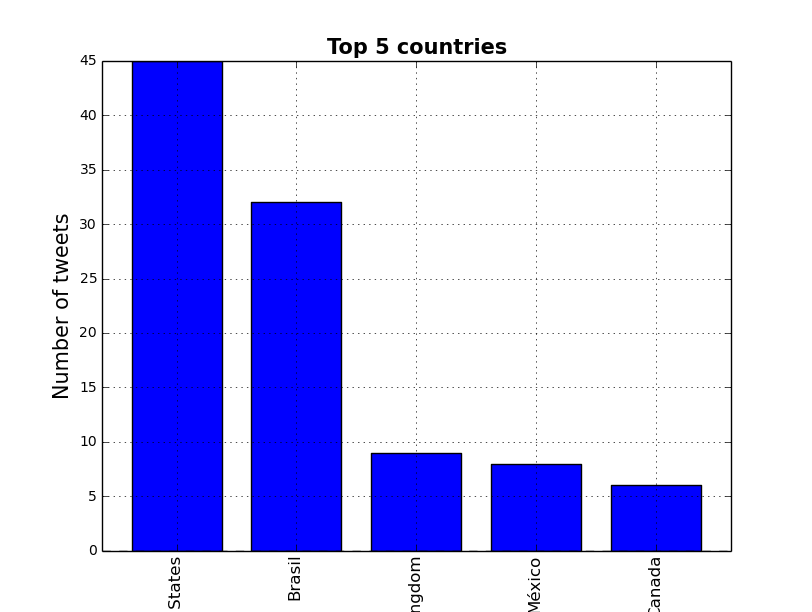 Top 5 countries
Number of tweets
45
40
35
30
25
20
15
10
5
0
States
Brasil
ngdom
México
Canada